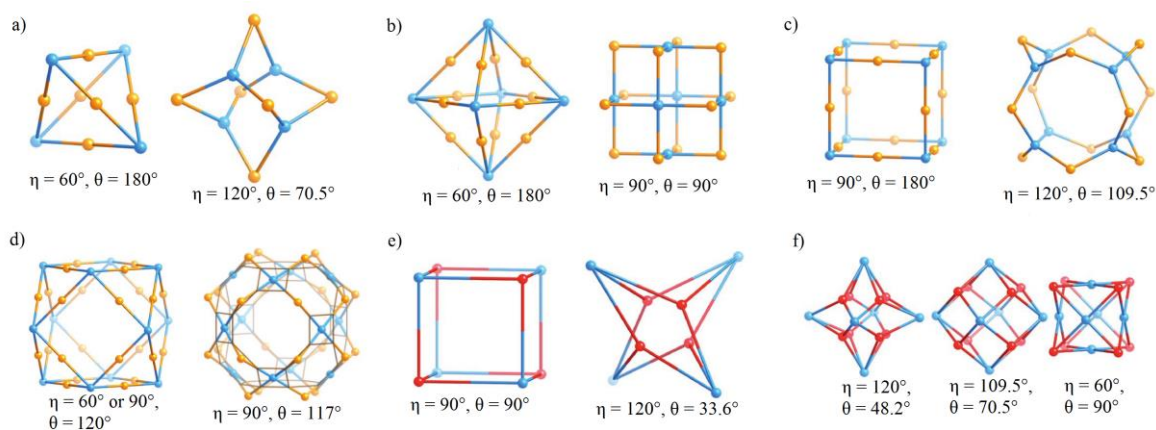 a)
b)
c)
η = 60°, θ = 180°
η = 120°, θ = 70.5°
η = 60°, θ = 180°
η = 90°, θ = 90°
η = 90°, θ = 180°
η = 120°, θ = 109.5°
d)
e)
f)
η = 60° or 90°,
θ = 120°
η = 90°, θ = 117°
η = 90°, θ = 90°
η = 120°, θ = 33.6°
η = 120°,
θ = 48.2°
η = 109.5°,
θ = 70.5°
η = 60°,
θ = 90°